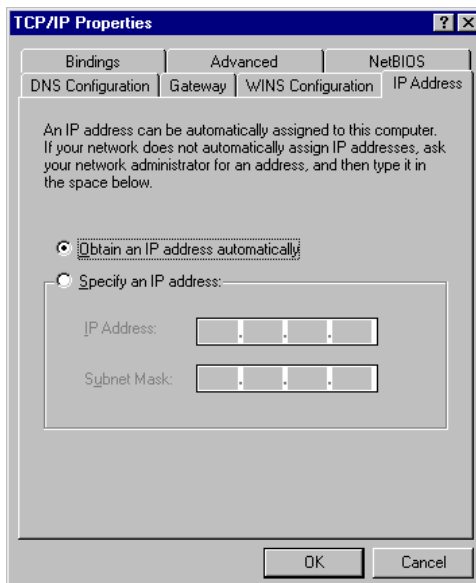 TCP/IP Properties
Bindings Advanced NetBIOS
DNS Configuration Gateway WINS Configuration IP Address
An IP address can be automatically assigned to this computer.
If your network does not automatically assign IP addresses, ask
your network administrator for an address, and then type it in
the space below.
Obtain an IP address automatically
Specify an IP address:
IP Address:
Subnet Mask:
OK Cancel